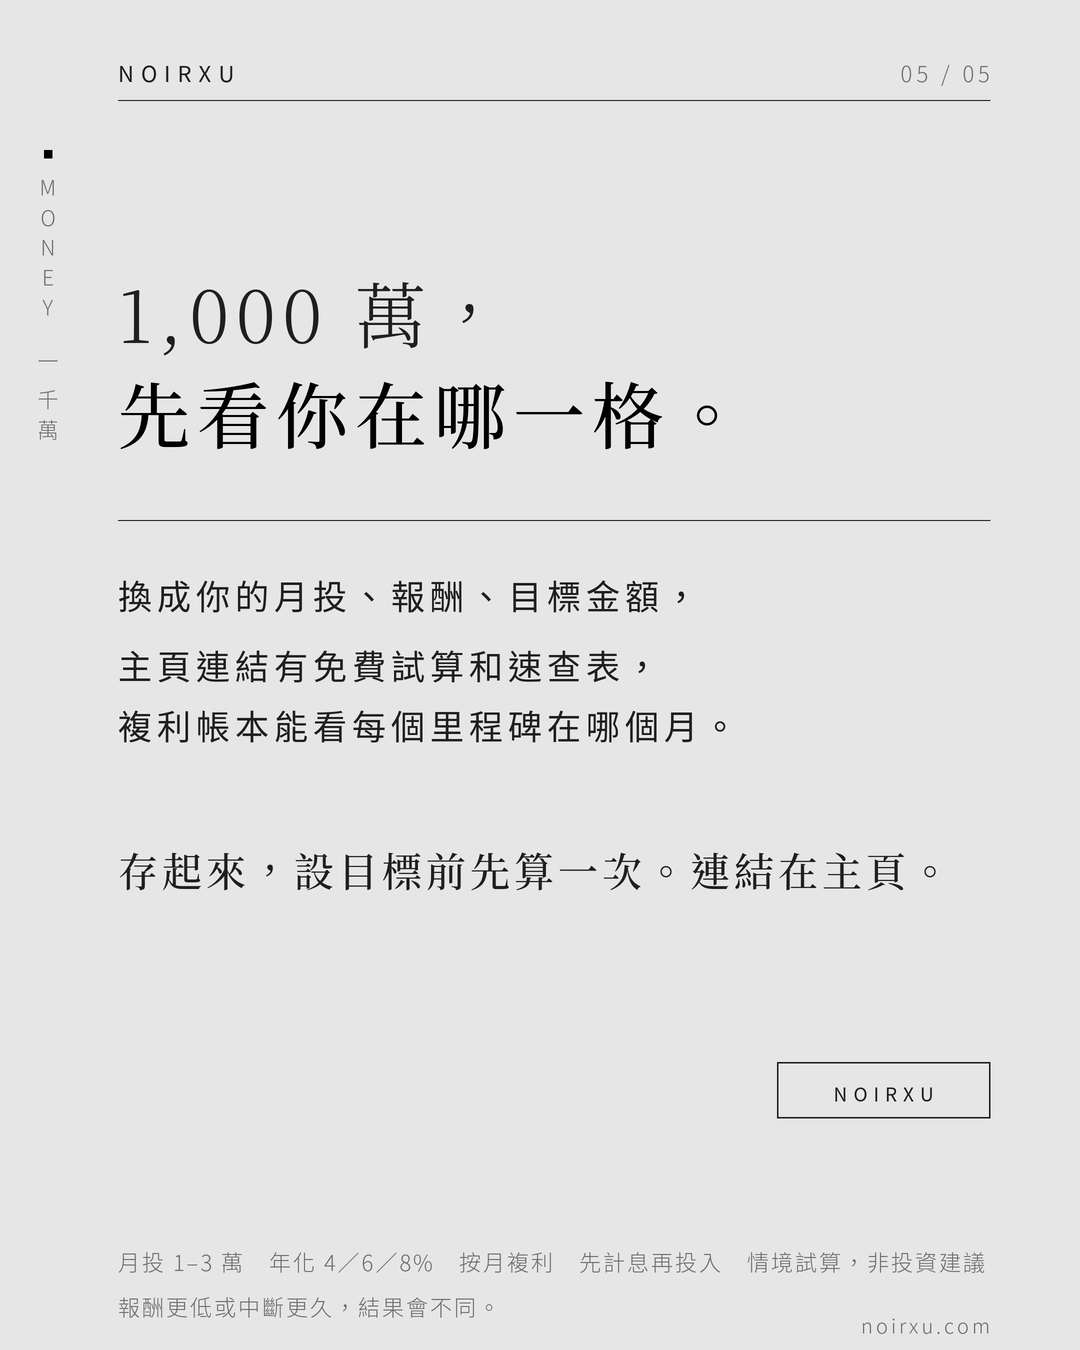 NOIRXU
05 / 05
MONEY — 千萬
1,000 萬，
先看你在哪一格。
換成你的月投、報酬、目標金額，
主頁連結有免費試算和速查表，
複利帳本能看每個里程碑在哪個月。
存起來，設目標前先算一次。連結在主頁。
NOIRXU
月投 1–3 萬　年化 4／6／8%　按月複利　先計息再投入　情境試算，非投資建議
報酬更低或中斷更久，結果會不同。
noirxu.com